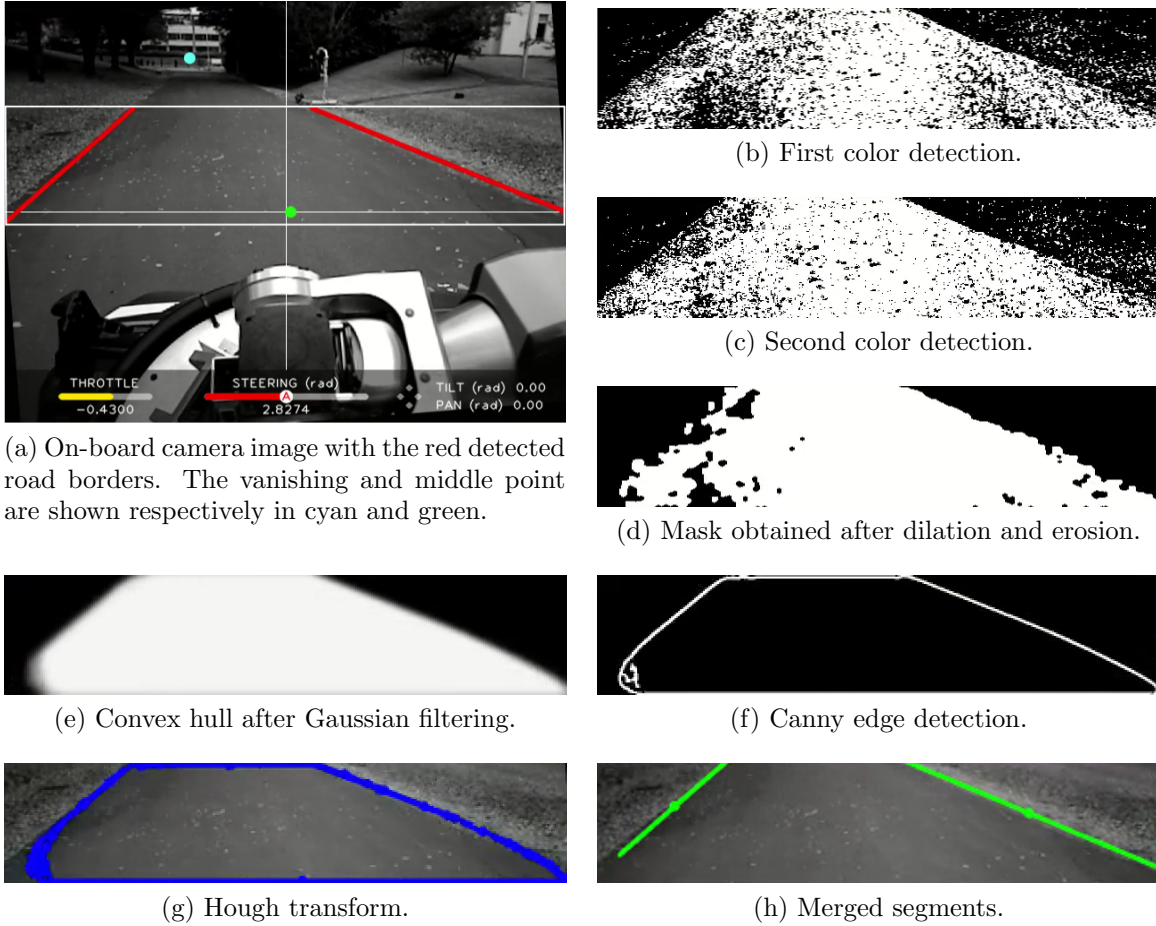 THROTTLE
-0.4300
STEERING (rad)
A
2.8274
TILT (rad) 0.00
PAN (rad) 0.00
(a) On-board camera image with the red detected
road borders. The vanishing and middle point
are shown respectively in cyan and green.
(b) First color detection.
(c) Second color detection.
(d) Mask obtained after dilation and erosion.
(e) Convex hull after Gaussian filtering.
(f) Canny edge detection.
(g) Hough transform.
(h) Merged segments.